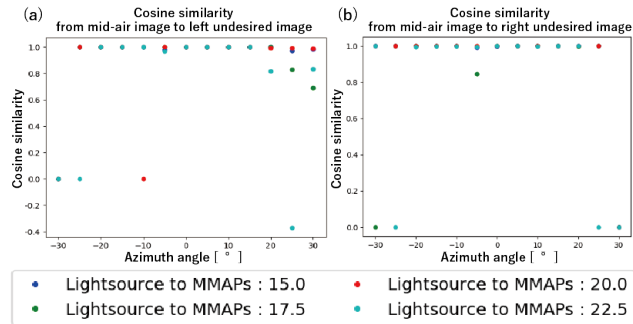 (a)
Cosine similarity
from mid-air image to left undesired image
Cosine similarity
1.0
0.8
0.6
0.4
0.2
0.0
-0.2
-0.4
-30 -20 -10 0 10 20 30
Azimuth angle [ ° ]
(b)
Cosine similarity
from mid-air image to right undesired image
Cosine similarity
1.0
0.8
0.6
0.4
0.2
0.0
-30 -20 -10 0 10 20 30
Azimuth angle [ ° ]
Lightsource to MMAPs : 15.0
Lightsource to MMAPs : 20.0
Lightsource to MMAPs : 17.5
Lightsource to MMAPs : 22.5